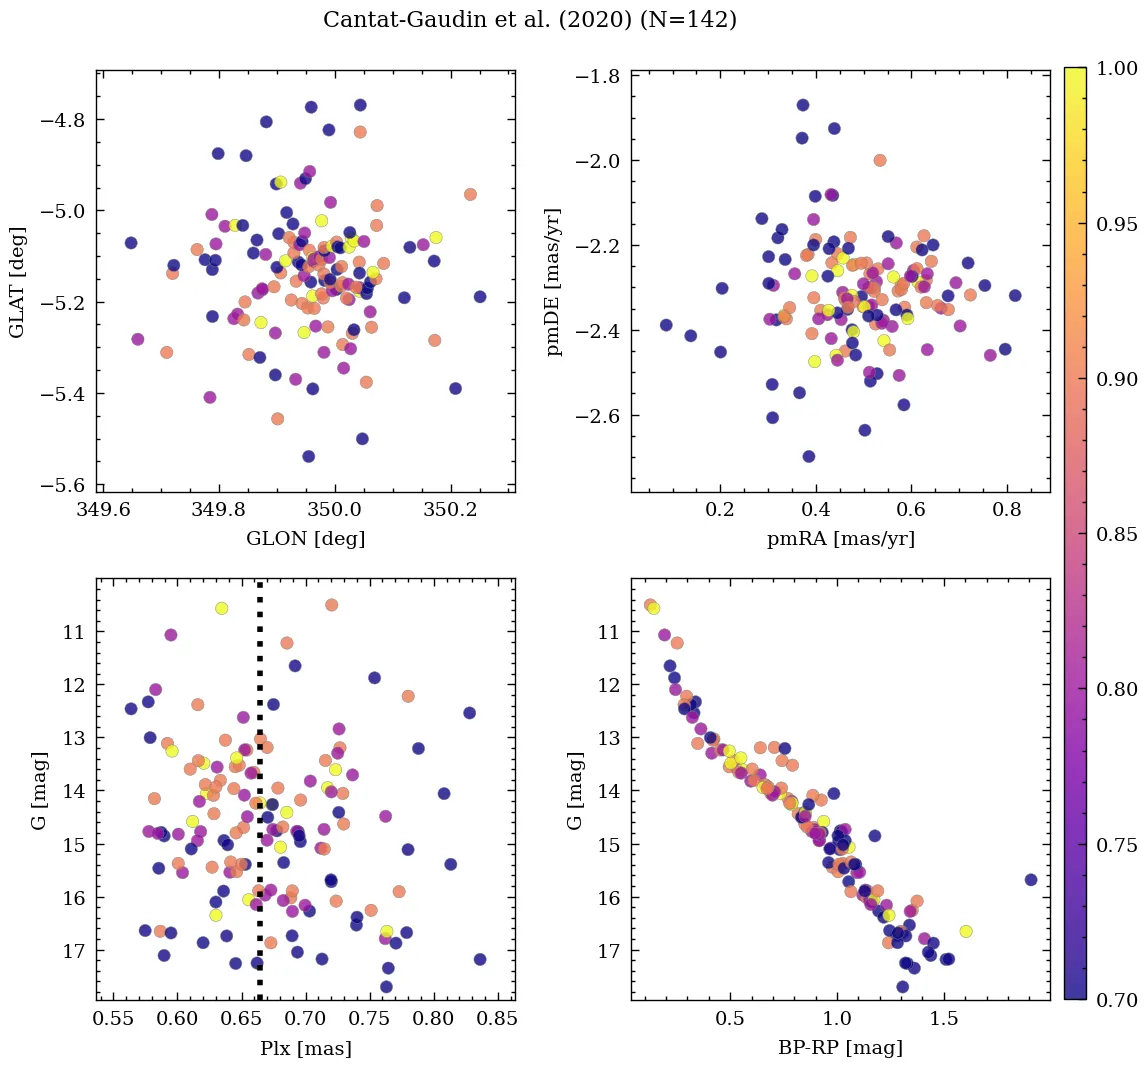 Cantat-Gaudin et al. (2020) (N=142)
−4.8
−5.0
−5.2
−5.4
−5.6
GLAT [deg]
349.6 349.8 350.0 350.2
GLON [deg]
−1.8
−2.0
−2.2
−2.4
−2.6
pmDE [mas/yr]
0.2 0.4 0.6 0.8
pmRA [mas/yr]
11
12
13
14
15
16
17
G [mag]
0.55 0.60 0.65 0.70 0.75 0.80 0.85
Plx [mas]
11
12
13
14
15
16
17
G [mag]
0.5 1.0 1.5
BP-RP [mag]
1.00
0.95
0.90
0.85
0.80
0.75
0.70